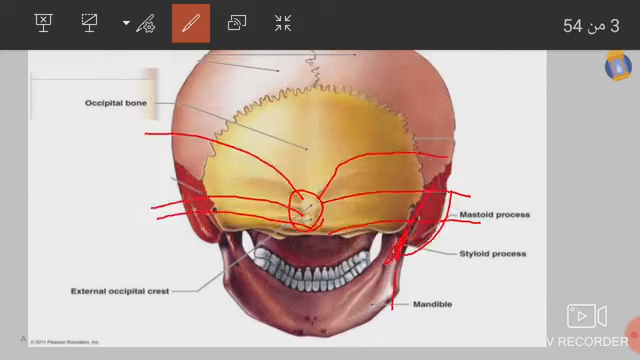 3 من 54
Occipital bone
Mastoid process
Styloid process
External occipital crest
Mandible
© 2011 Pearson Education, Inc.
V RECORDER